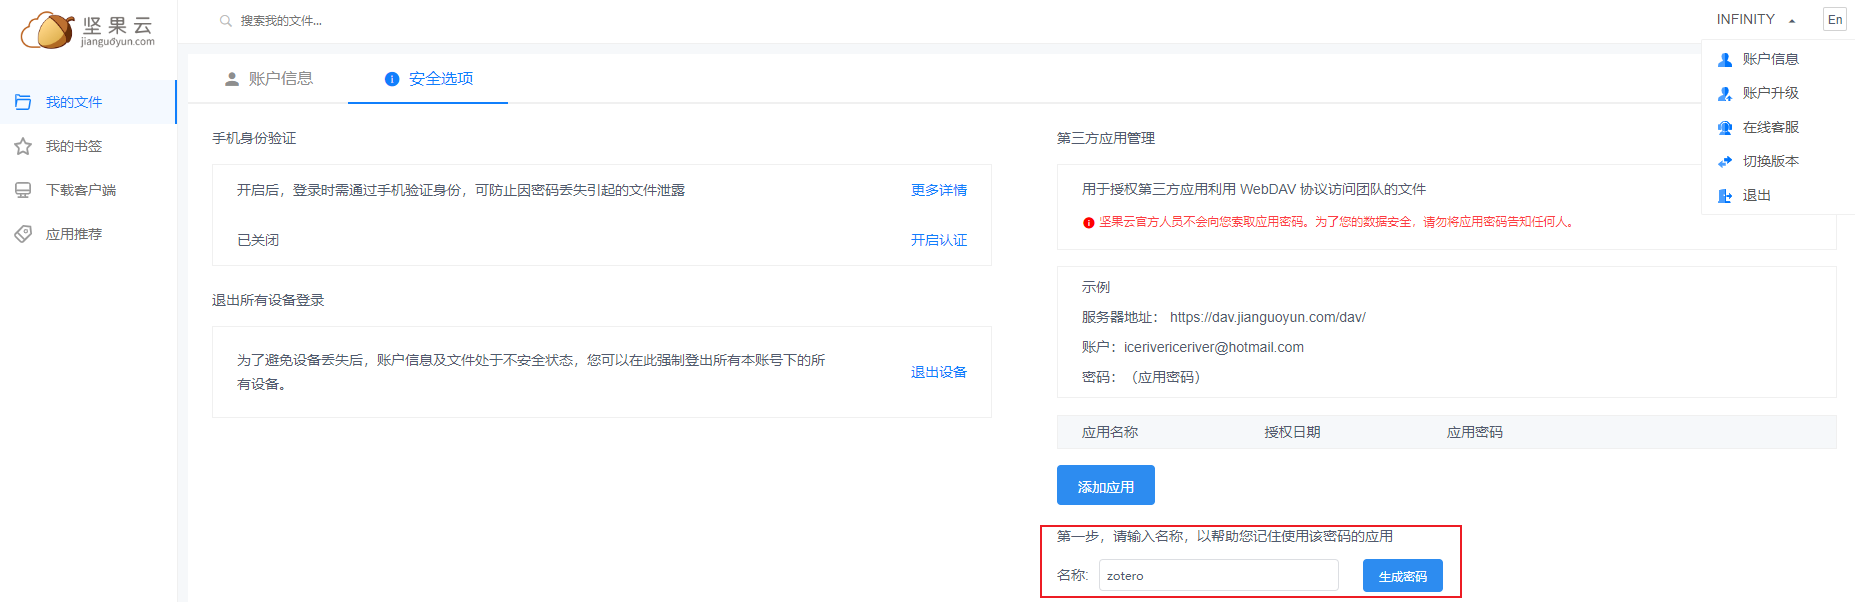 坚果云
jianguoyun.com
搜索我的文件...
INFINITY
En
账户信息
账户升级
在线客服
切换版本
退出
我的文件
我的书签
下载客户端
应用推荐
账户信息
安全选项
手机身份验证
开启后，登录时需通过手机验证身份，可防止因密码丢失引起的文件泄露
更多详情
已关闭
开启认证
退出所有设备登录
为了避免设备丢失后，账户信息及文件处于不安全状态，您可以在此强制登出所有本账号下的所
有设备。
退出设备
第三方应用管理
用于授权第三方应用利用 WebDAV 协议访问团队的文件
坚果云官方人员不会向您索取应用密码。为了您的数据安全，请勿将应用密码告知任何人。
示例
服务器地址： https://dav.jianguoyun.com/dav/
账户：icerivericeriver@hotmail.com
密码：（应用密码）
应用名称 授权日期 应用密码
添加应用
第一步，请输入名称，以帮助您记住使用该密码的应用
名称: zotero 生成密码